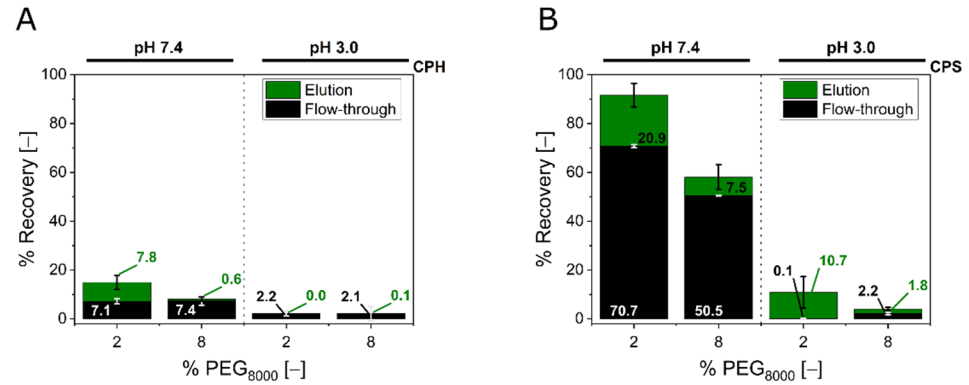 A
pH 7.4
pH 3.0
CPH
Elution
Flow-through
% Recovery [–]
100
80
60
40
20
0
7.8
7.1
0.6
7.4
2.2
0.0
2.1
0.1
2
8
2
8
% PEG8000 [–]
B
pH 7.4
pH 3.0
CPS
Elution
Flow-through
% Recovery [–]
100
80
60
40
20
0
20.9
70.7
7.5
50.5
0.1
10.7
2.2
1.8
2
8
2
8
% PEG8000 [–]